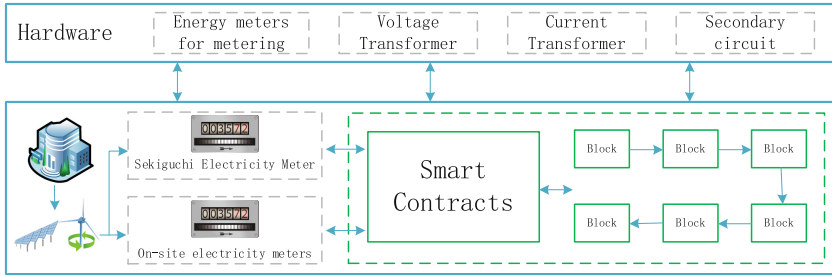 Hardware
Energy meters
for metering
Voltage
Transformer
Current
Transformer
Secondary
circuit
003572
Sekiguchi Electricity Meter
003572
On-site electricity meters
Smart
Contracts
Block
Block
Block
Block
Block
Block